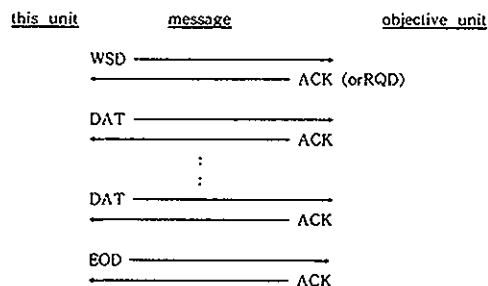 this unit message objective unit
WSD
ACK (orRQD)
DAT
ACK
:
:
DAT
ACK
EOD
ACK